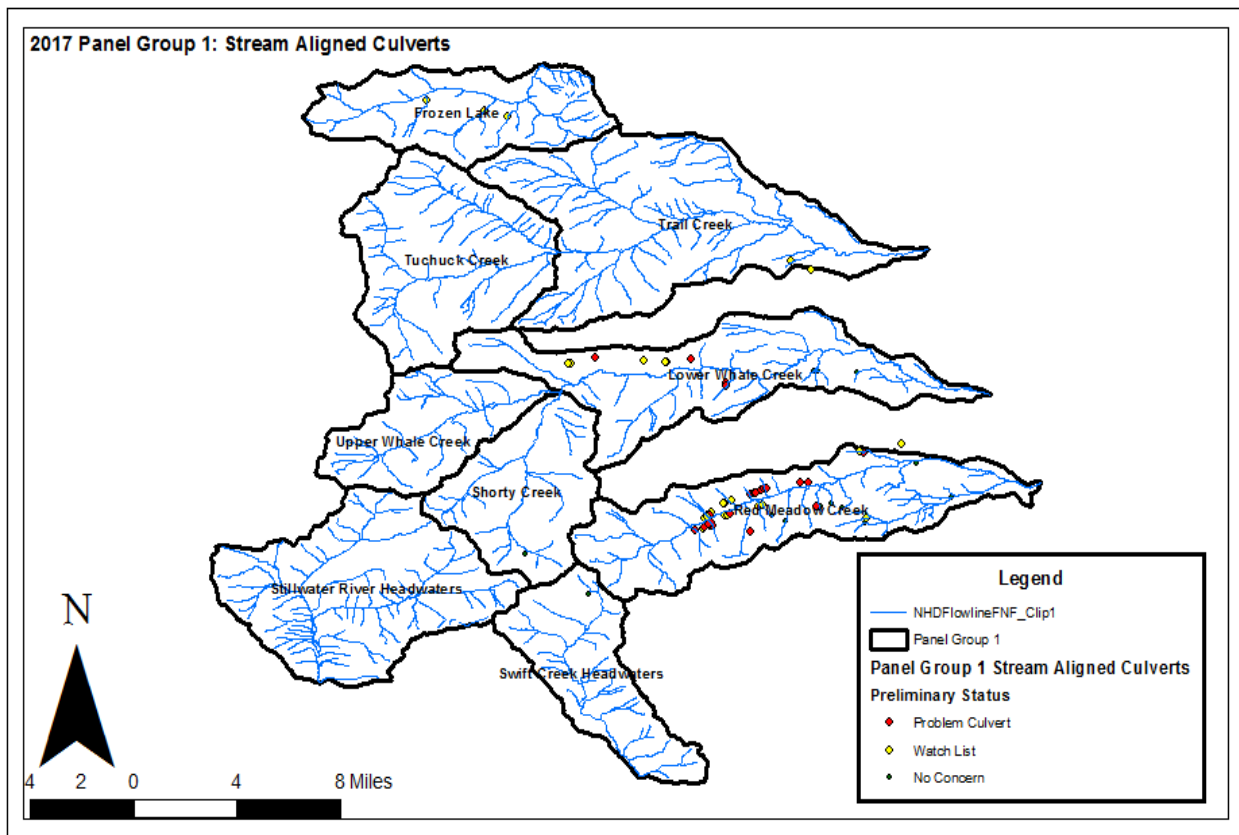 2017 Panel Group 1: Stream Aligned Culverts
Frozen Lake
Trail Creek
Tuchuck Creek
Lower Whale Creek
Upper Whale Creek
Shorty Creek
Red Meadow Creek
Stillwater River Headwaters
Swift Creek Headwaters
N
4 2 0 4 8 Miles
Legend
NHDFlowlineFNF_Clip1
Panel Group 1
Panel Group 1 Stream Aligned Culverts
Preliminary Status
Problem Culvert
Watch List
No Concern